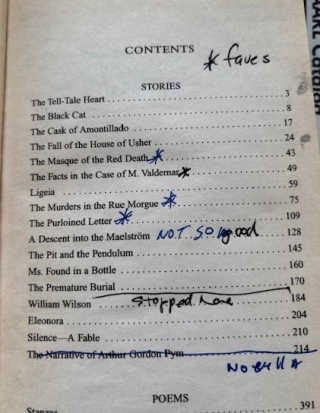 CONTENTS
* faves
STORIES
The Tell-Tale Heart 3
The Black Cat 8
The Cask of Amontillado 17
The Fall of the House of Usher 24
The Masque of the Red Death * 43
The Facts in the Case of M. Valdemar * 49
Ligeia 59
The Murders in the Rue Morgue * 75
The Purloined Letter * 109
A Descent into the Maelström NOT SO good 128
The Pit and the Pendulum 145
Ms. Found in a Bottle 160
The Premature Burial 170
William Wilson stopped here 184
Eleonora 204
Silence—A Fable 210
The Narrative of Arthur Gordon Pym 214
POEMS
Stanzas 391